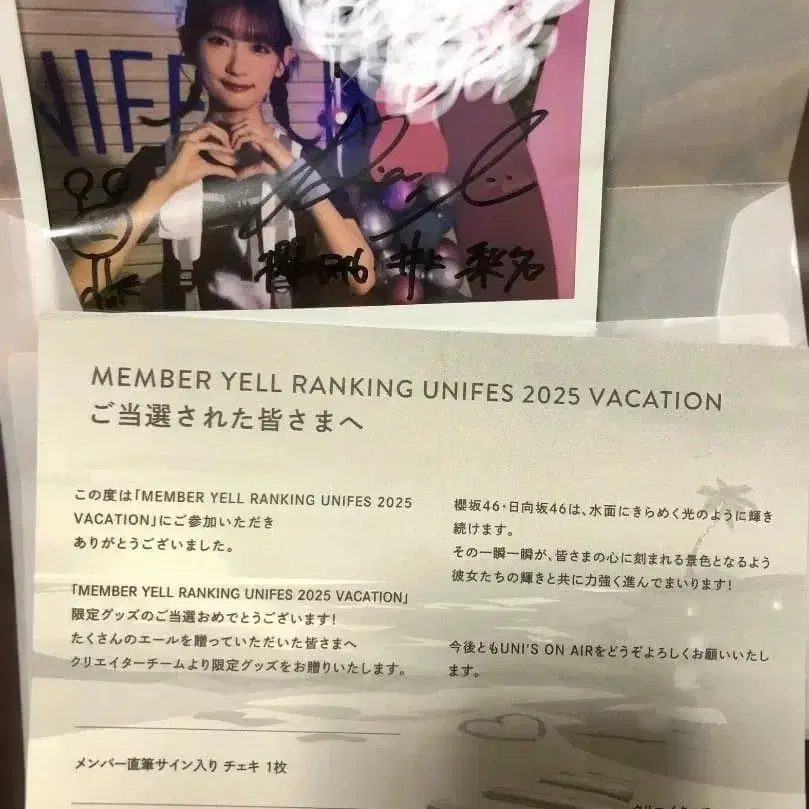 UNIFE
櫻坂46 井上 梨名
MEMBER YELL RANKING UNIFES 2025 VACATION
ご当選された皆さまへ
この度は「MEMBER YELL RANKING UNIFES 2025
VACATION」にご参加いただき
ありがとうございました。
「MEMBER YELL RANKING UNIFES 2025 VACATION」
限定グッズのご当選おめでとうございます!
たくさんのエールを贈っていただいた皆さまへ
クリエイターチームより限定グッズをお贈りいたします。
櫻坂46・日向坂46は、水面にきらめく光のように輝き
続けます。
その一瞬一瞬が、皆さまの心に刻まれる景色となるよう
彼女たちの輝きと共に力強く進んでまいります!
今後ともUNI'S ON AIRをどうぞよろしくお願いいたし
ます。
メンバー直筆サイン入り チェキ 1枚